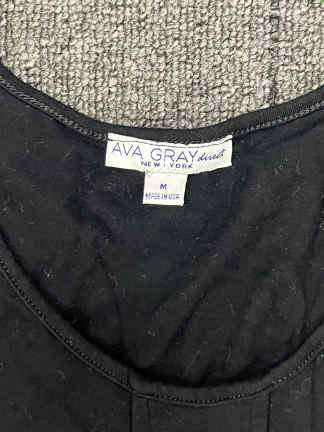 AVA GRAY direct
NEW YORK
M
MADE IN USA